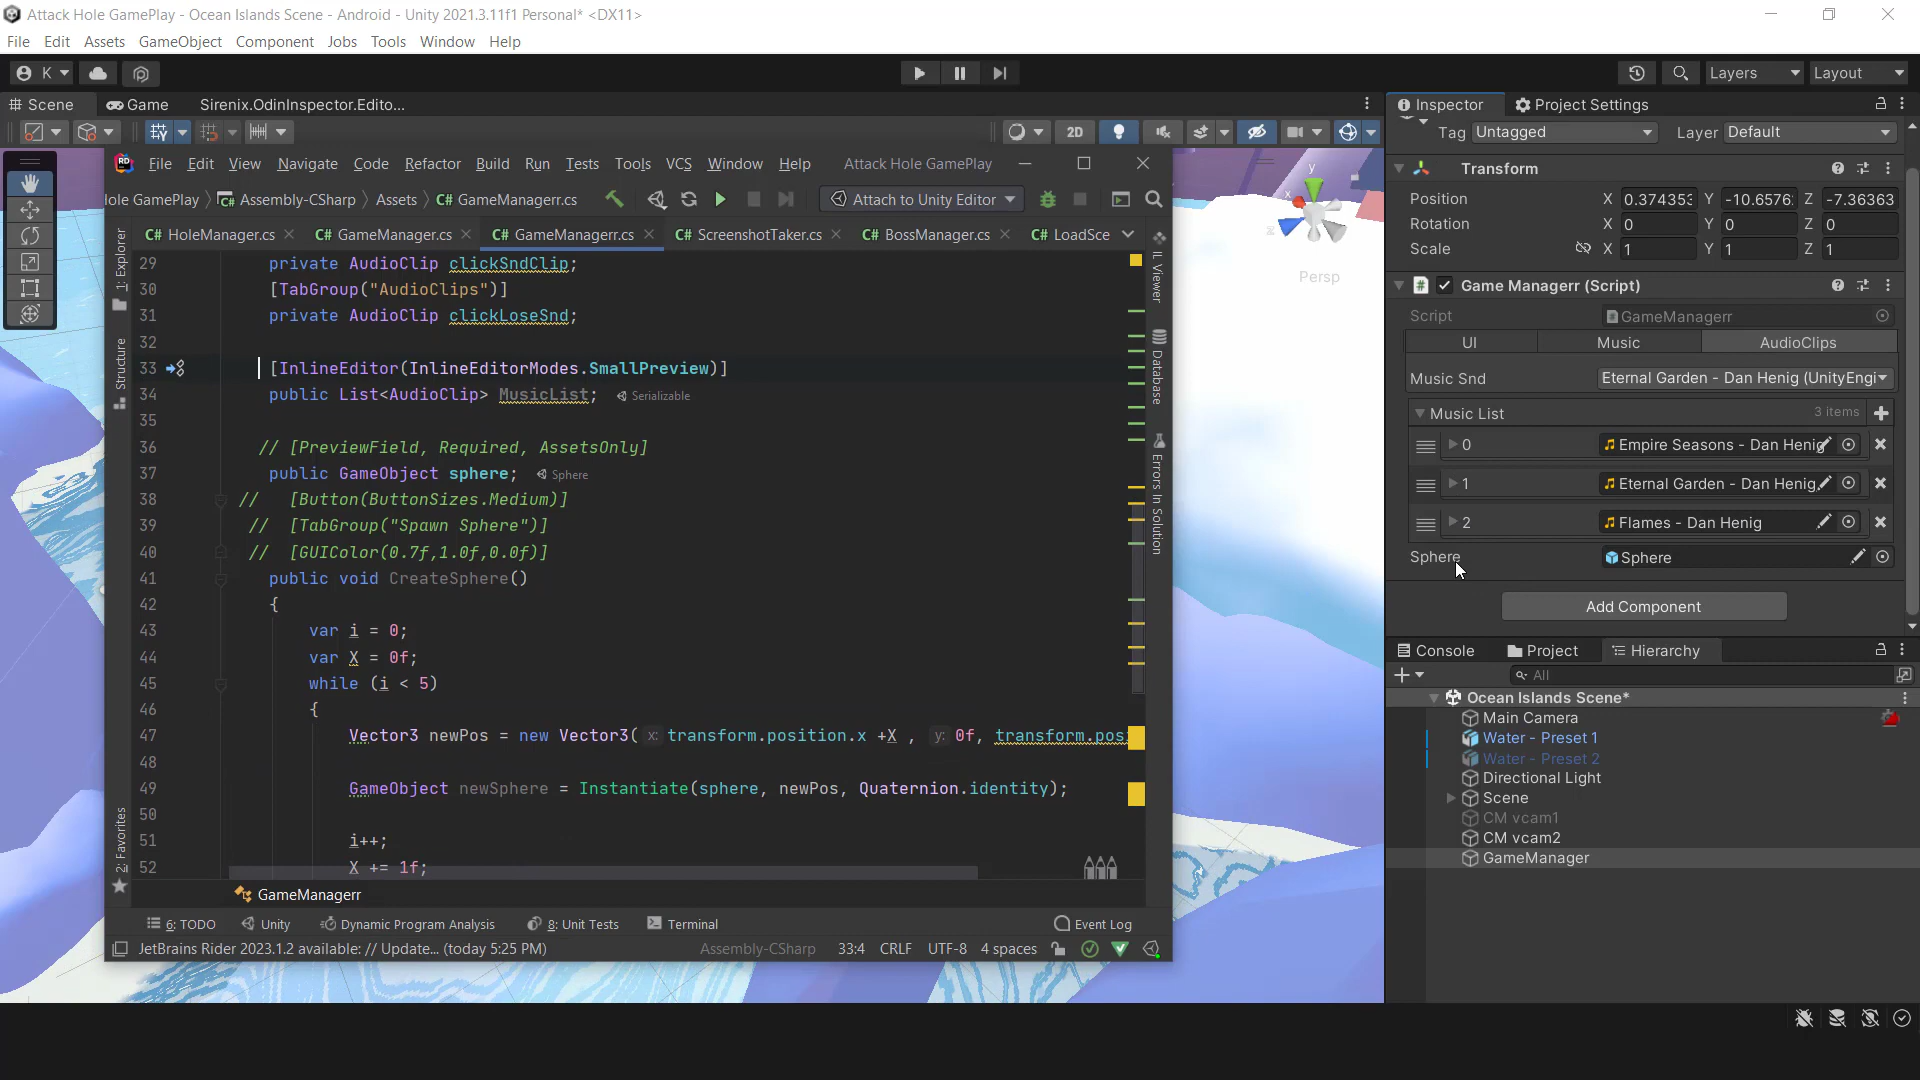 Attack Hole GamePlay - Ocean Islands Scene - Android - Unity 2021.3.11f1 Personal* <DX11>
File Edit Assets GameObject Component Jobs Tools Window Help
K
Layers
Layout
Scene
Game
Sirenix.OdinInspector.Edito...
2D
RD File Edit View Navigate Code Refactor Build Run Tests Tools VCS Window Help Attack Hole GamePlay
Hole GamePlay Assembly-CSharp Assets C# GameManagerr.cs
Attach to Unity Editor
C# HoleManager.cs
C# GameManager.cs
C# GameManagerr.cs
C# ScreenshotTaker.cs
C# BossManager.cs
C# LoadSce
1: Explorer
Structure
2: Favorites
29 private AudioClip clickSndClip;
30 [TabGroup("AudioClips")]
31 private AudioClip clickLoseSnd;
32
33 [InlineEditor(InlineEditorModes.SmallPreview)]
34 public List<AudioClip> MusicList; Serializable
35
36 // [PreviewField, Required, AssetsOnly]
37 public GameObject sphere; Sphere
38 // [Button(ButtonSizes.Medium)]
39 // [TabGroup("Spawn Sphere")]
40 // [GUIColor(0.7f,1.0f,0.0f)]
41 public void CreateSphere()
42 {
43 var i = 0;
44 var X = 0f;
45 while (i < 5)
46 {
47 Vector3 newPos = new Vector3( x: transform.position.x +X , y: 0f, transform.posi
48
49 GameObject newSphere = Instantiate(sphere, newPos, Quaternion.identity);
50
51 i++;
52 X += 1f;
IL Viewer
Database
Errors In Solution
GameManagerr
6: TODO
Unity
Dynamic Program Analysis
8: Unit Tests
Terminal
Event Log
JetBrains Rider 2023.1.2 available: // Update... (today 5:25 PM)
Assembly-CSharp 33:4 CRLF UTF-8 4 spaces
y
x
z
Persp
Inspector
Project Settings
Tag Untagged Layer Default
Transform
Position X 0.374353 Y -10.6576 Z -7.36363
Rotation X 0 Y 0 Z 0
Scale X 1 Y 1 Z 1
# Game Managerr (Script)
Script GameManagerr
UI Music AudioClips
Music Snd Eternal Garden - Dan Henig (UnityEngi
Music List 3 items
0 Empire Seasons - Dan Henig
1 Eternal Garden - Dan Henig
2 Flames - Dan Henig
Sphere Sphere
Add Component
Console
Project
Hierarchy
All
Ocean Islands Scene*
Main Camera
Water - Preset 1
Water - Preset 2
Directional Light
Scene
CM vcam1
CM vcam2
GameManager